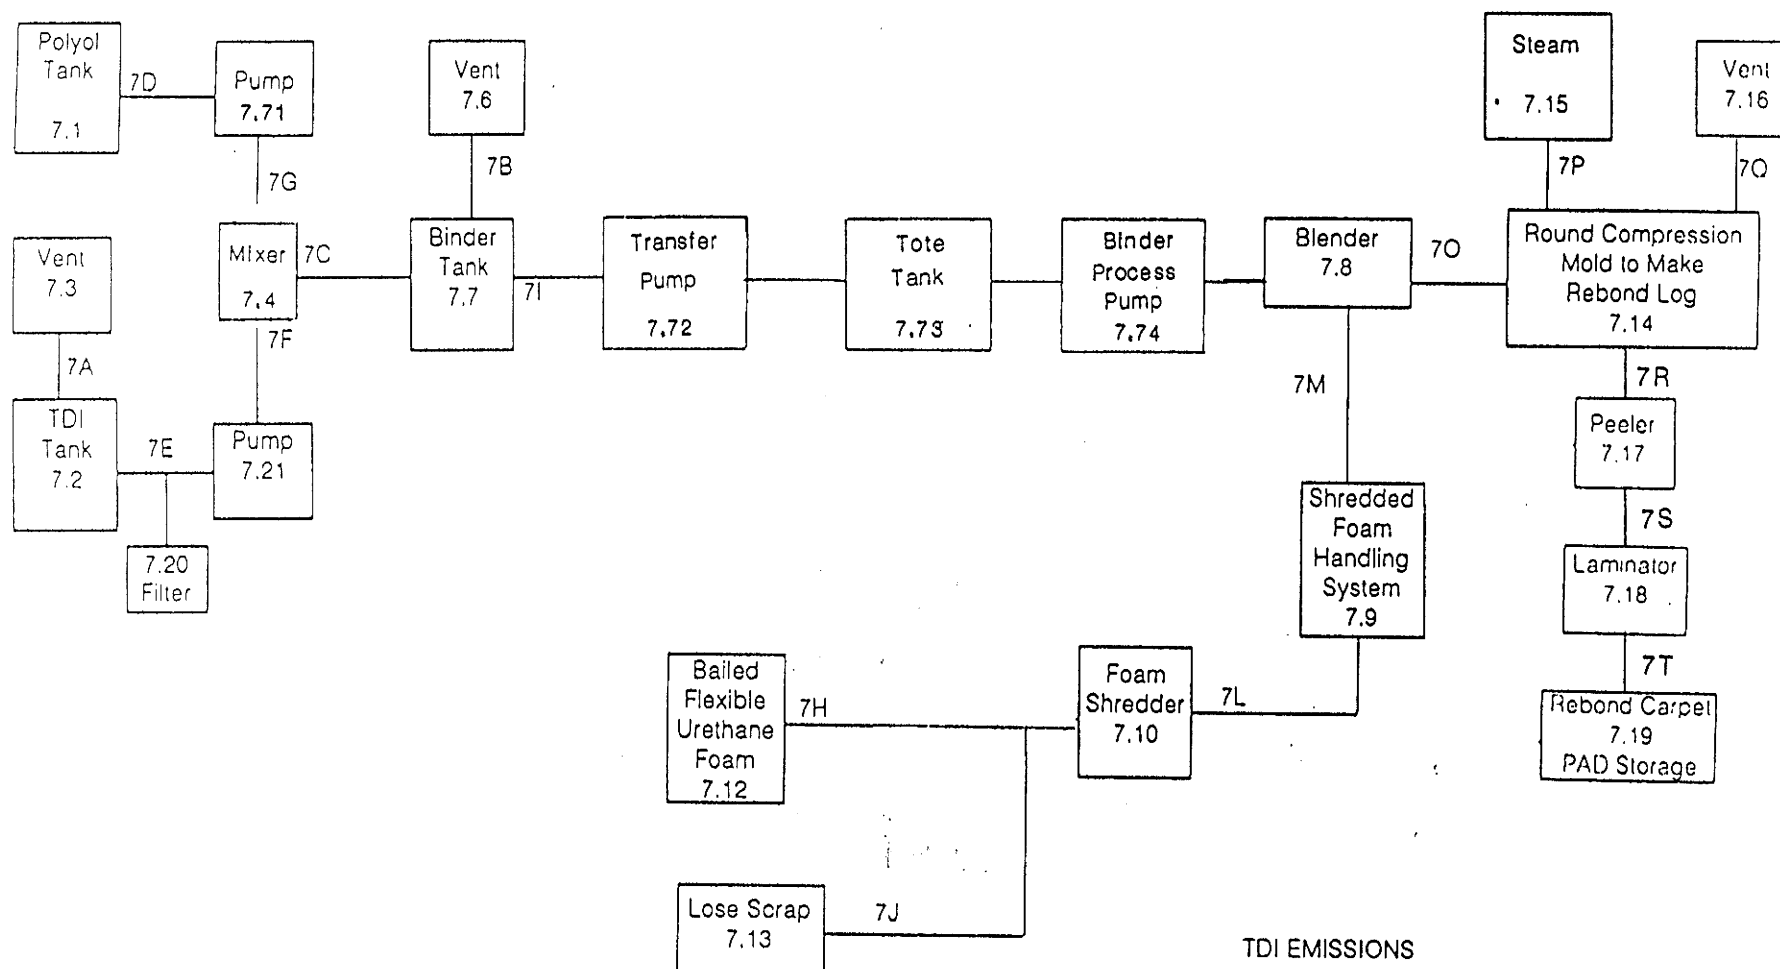 Polyol
Tank
7.1
7D
Pump
7.71
7G
Vent
7.6
7B
Steam
7.15
7P
Vent
7.16
7Q
Vent
7.3
7A
Mixer
7.4
7C
7F
Binder
Tank
7.7
7I
Transfer
Pump
7.72
Tote
Tank
7.73
Binder
Process
Pump
7.74
Blender
7.8
7O
Round Compression
Mold to Make
Rebond Log
7.14
7M
7R
TDI
Tank
7.2
7E
Pump
7.21
7.20
Filter
Peeler
7.17
7S
Shredded
Foam
Handling
System
7.9
Laminator
7.18
7T
Bailed
Flexible
Urethane
Foam
7.12
7H
Foam
Shredder
7.10
7L
Rebond Carpet
7.19
PAD Storage
Lose Scrap
7.13
7J
TDI EMISSIONS